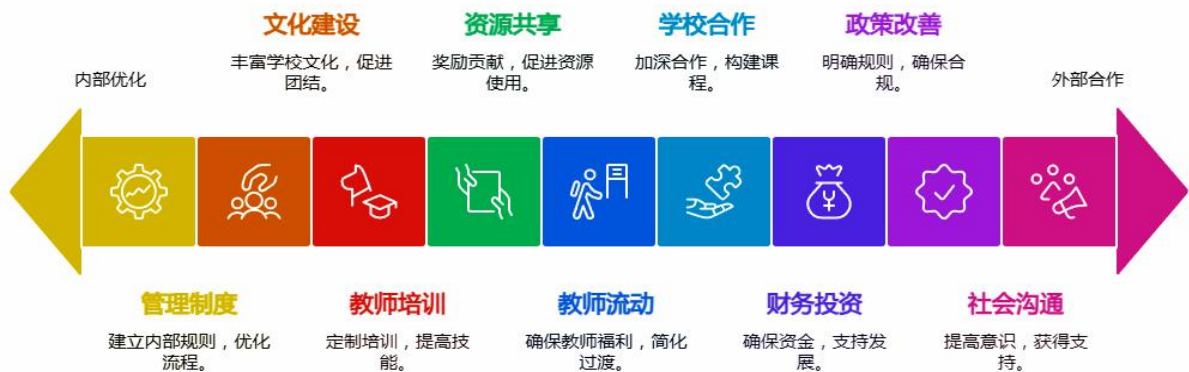 文化建设
资源共享
学校合作
政策改善
丰富学校文化，促进
团结。
奖励贡献，促进资源
使用。
加深合作，构建课
程。
明确规则，确保合
规。
内部优化
外部合作
¥
管理制度
教师培训
教师流动
财务投资
社会沟通
建立内部规则，优化
流程。
定制培训，提高技
能。
确保教师福利，简化
过渡。
确保资金，支持发
展。
提高意识，获得支
持。